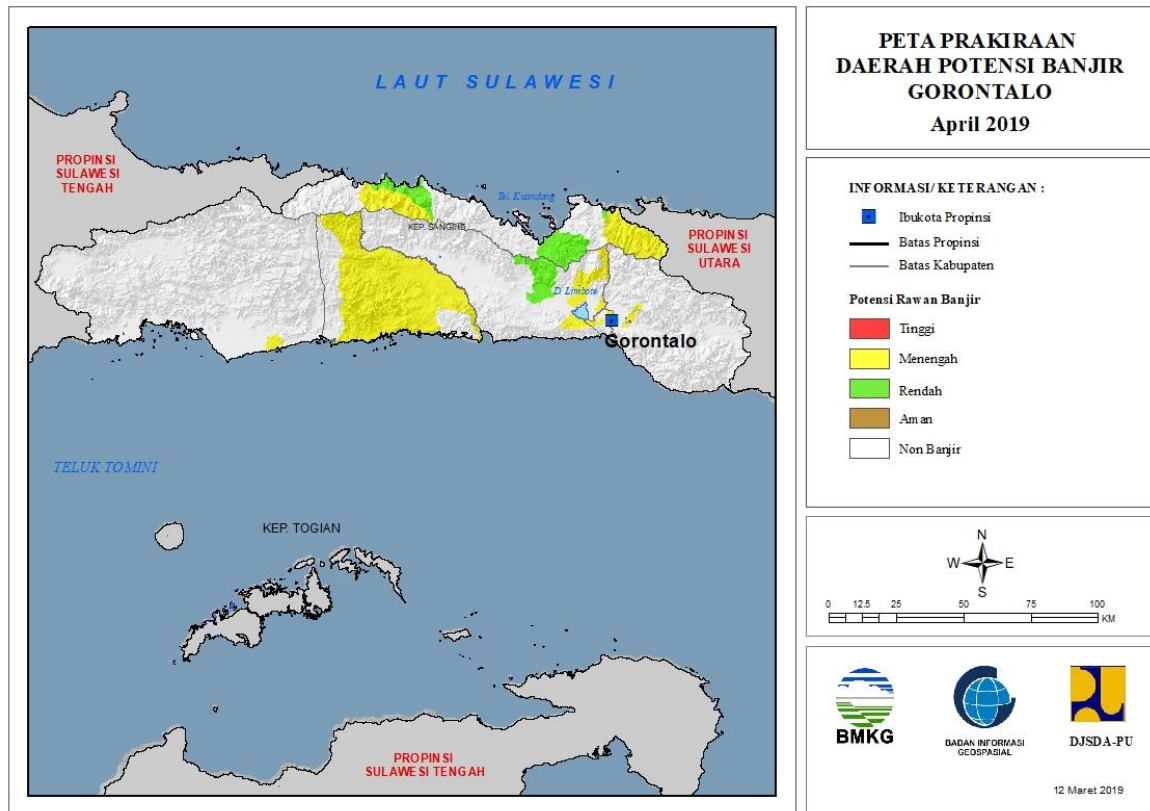 LAUT SULAWESI
PROPINSI
SULAWESI
TENGAH
Tel. Kuandang
KEP. SANGIHE
PROPINSI
SULAWESI
UTARA
D. Limboto
Gorontalo
TELUK TOMINI
KEP. TOGIAN
PROPINSI
SULAWESI TENGAH
PETA PRAKIRAAN
DAERAH POTENSI BANJIR
GORONTALO
April 2019
INFORMASI/ KETERANGAN :
Ibukota Propinsi
Batas Propinsi
Batas Kabupaten
Potensi Rawan Banjir
Tinggi
Menengah
Rendah
Aman
Non Banjir
N
W E
S
0 12.5 25 50 75 100
KM
BMKG
BADAN INFORMASI
GEOSPASIAL
DJSDA-PU
12 Maret 2019